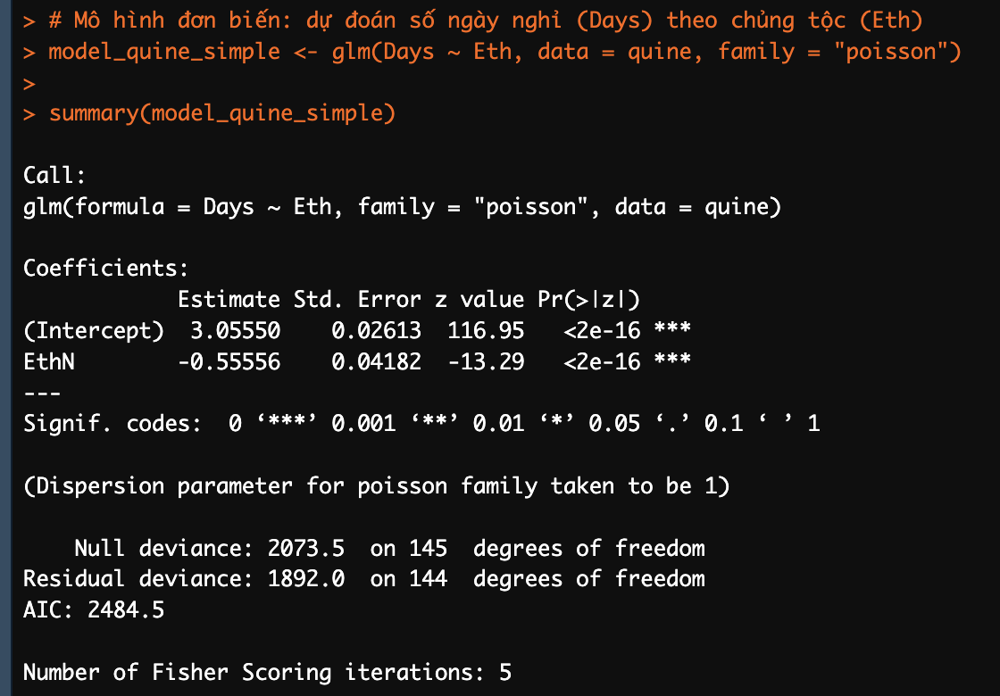 > # Mô hình đơn biến: dự đoán số ngày nghỉ (Days) theo chủng tộc (Eth)
> model_quine_simple <- glm(Days ~ Eth, data = quine, family = "poisson")
>
> summary(model_quine_simple)

Call:
glm(formula = Days ~ Eth, family = "poisson", data = quine)

Coefficients:
            Estimate Std. Error z value Pr(>|z|)
(Intercept)  3.05550    0.02613  116.95   <2e-16 ***
EthN        -0.55556    0.04182  -13.29   <2e-16 ***
---
Signif. codes:  0 ‘***’ 0.001 ‘**’ 0.01 ‘*’ 0.05 ‘.’ 0.1 ‘ ’ 1

(Dispersion parameter for poisson family taken to be 1)

    Null deviance: 2073.5  on 145  degrees of freedom
Residual deviance: 1892.0  on 144  degrees of freedom
AIC: 2484.5

Number of Fisher Scoring iterations: 5